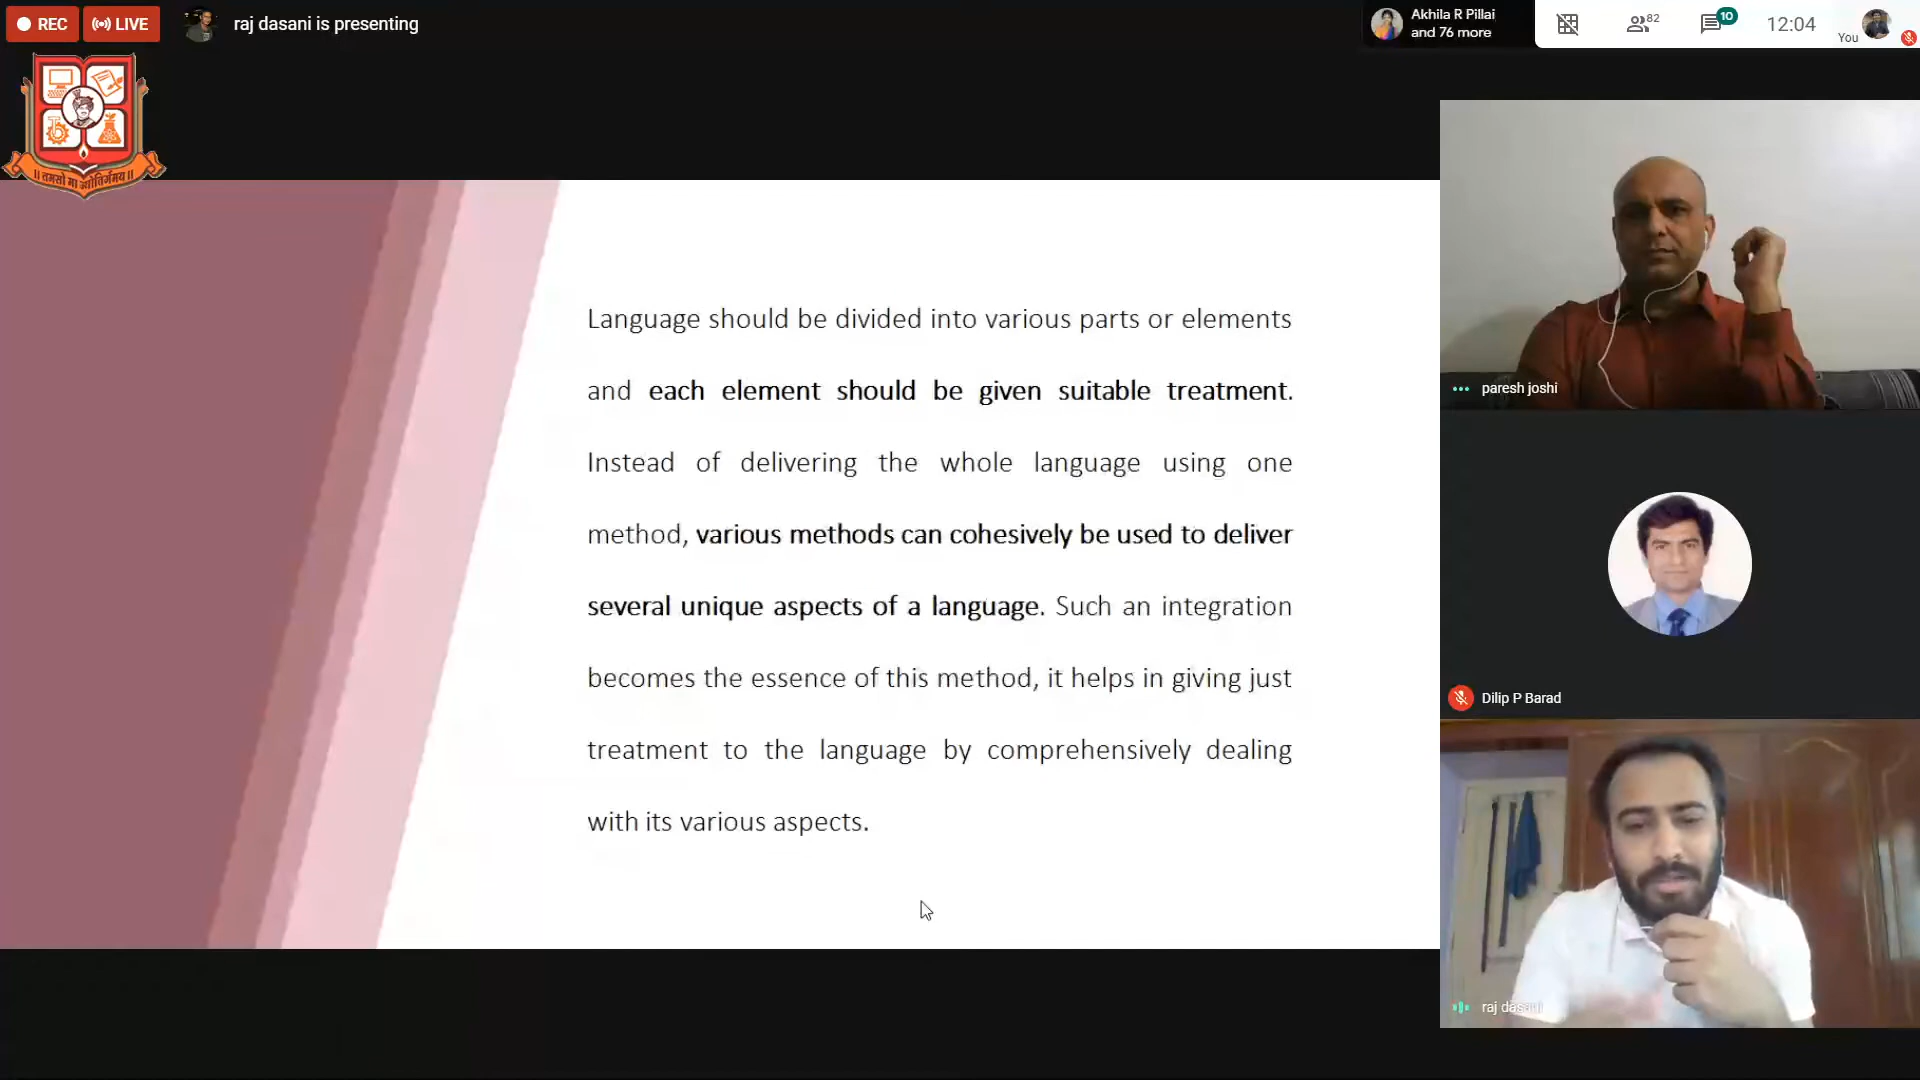 REC
LIVE
raj dasani is presenting
Akhila R Pillai
and 76 more
82
10
12:04
You
॥ तमसो मा ज्योतिर्गमय ॥
Language should be divided into various parts or elements
and each element should be given suitable treatment.
Instead of delivering the whole language using one
method, various methods can cohesively be used to deliver
several unique aspects of a language. Such an integration
becomes the essence of this method, it helps in giving just
treatment to the language by comprehensively dealing
with its various aspects.
paresh joshi
Dilip P Barad
raj dasani